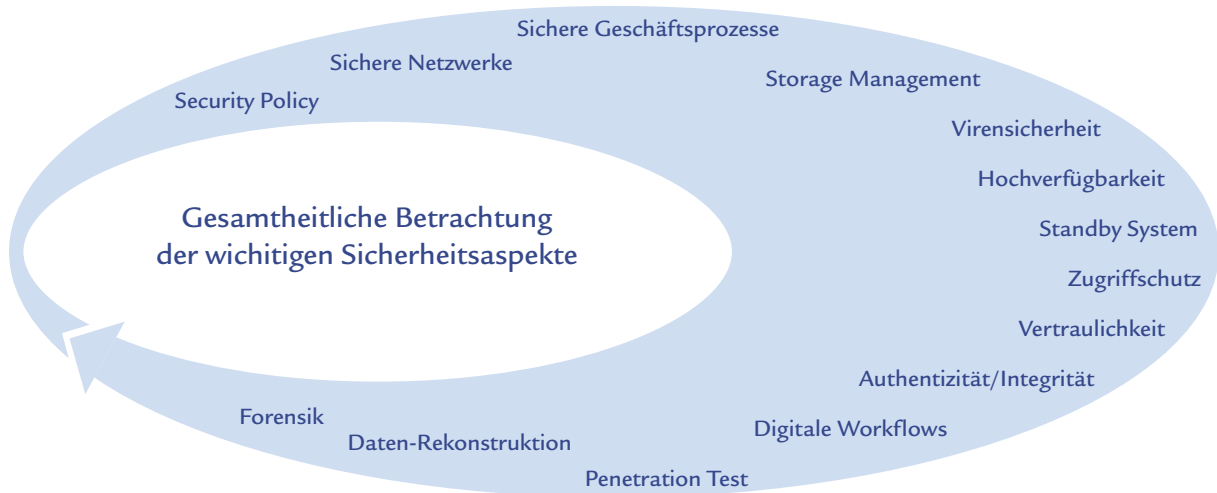 Sichere Geschäftsprozesse
Sichere Netzwerke
Storage Management
Security Policy
Virensicherheit
Hochverfügbarkeit
Gesamtheitliche Betrachtung
der wichitigen Sicherheitsaspekte
Standby System
Zugriffschutz
Vertraulichkeit
Authentizität/Integrität
Forensik
Digitale Workflows
Daten-Rekonstruktion
Penetration Test